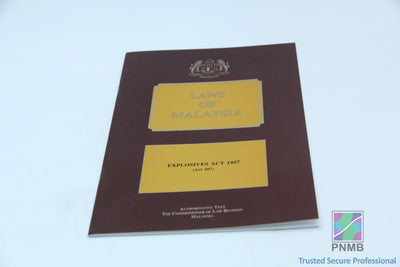 LAWS
OF
MALAYSIA
EXPLOSIVES ACT 1957
(Act 207)
AUTHORITATIVE TEXT
THE COMMISSIONER OF LAW REVISION
MALAYSIA
PNMB
Trusted Secure Professional